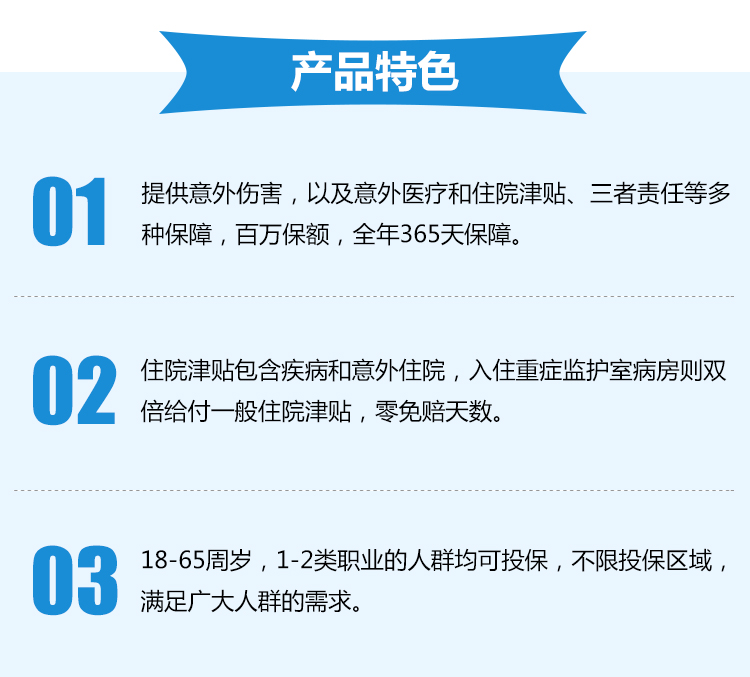 产品特色
01
提供意外伤害，以及意外医疗和住院津贴、三者责任等多
种保障，百万保额，全年365天保障。
02
住院津贴包含疾病和意外住院，入住重症监护室病房则双
倍给付一般住院津贴，零免赔天数。
03
18-65周岁，1-2类职业的人群均可投保，不限投保区域，
满足广大人群的需求。